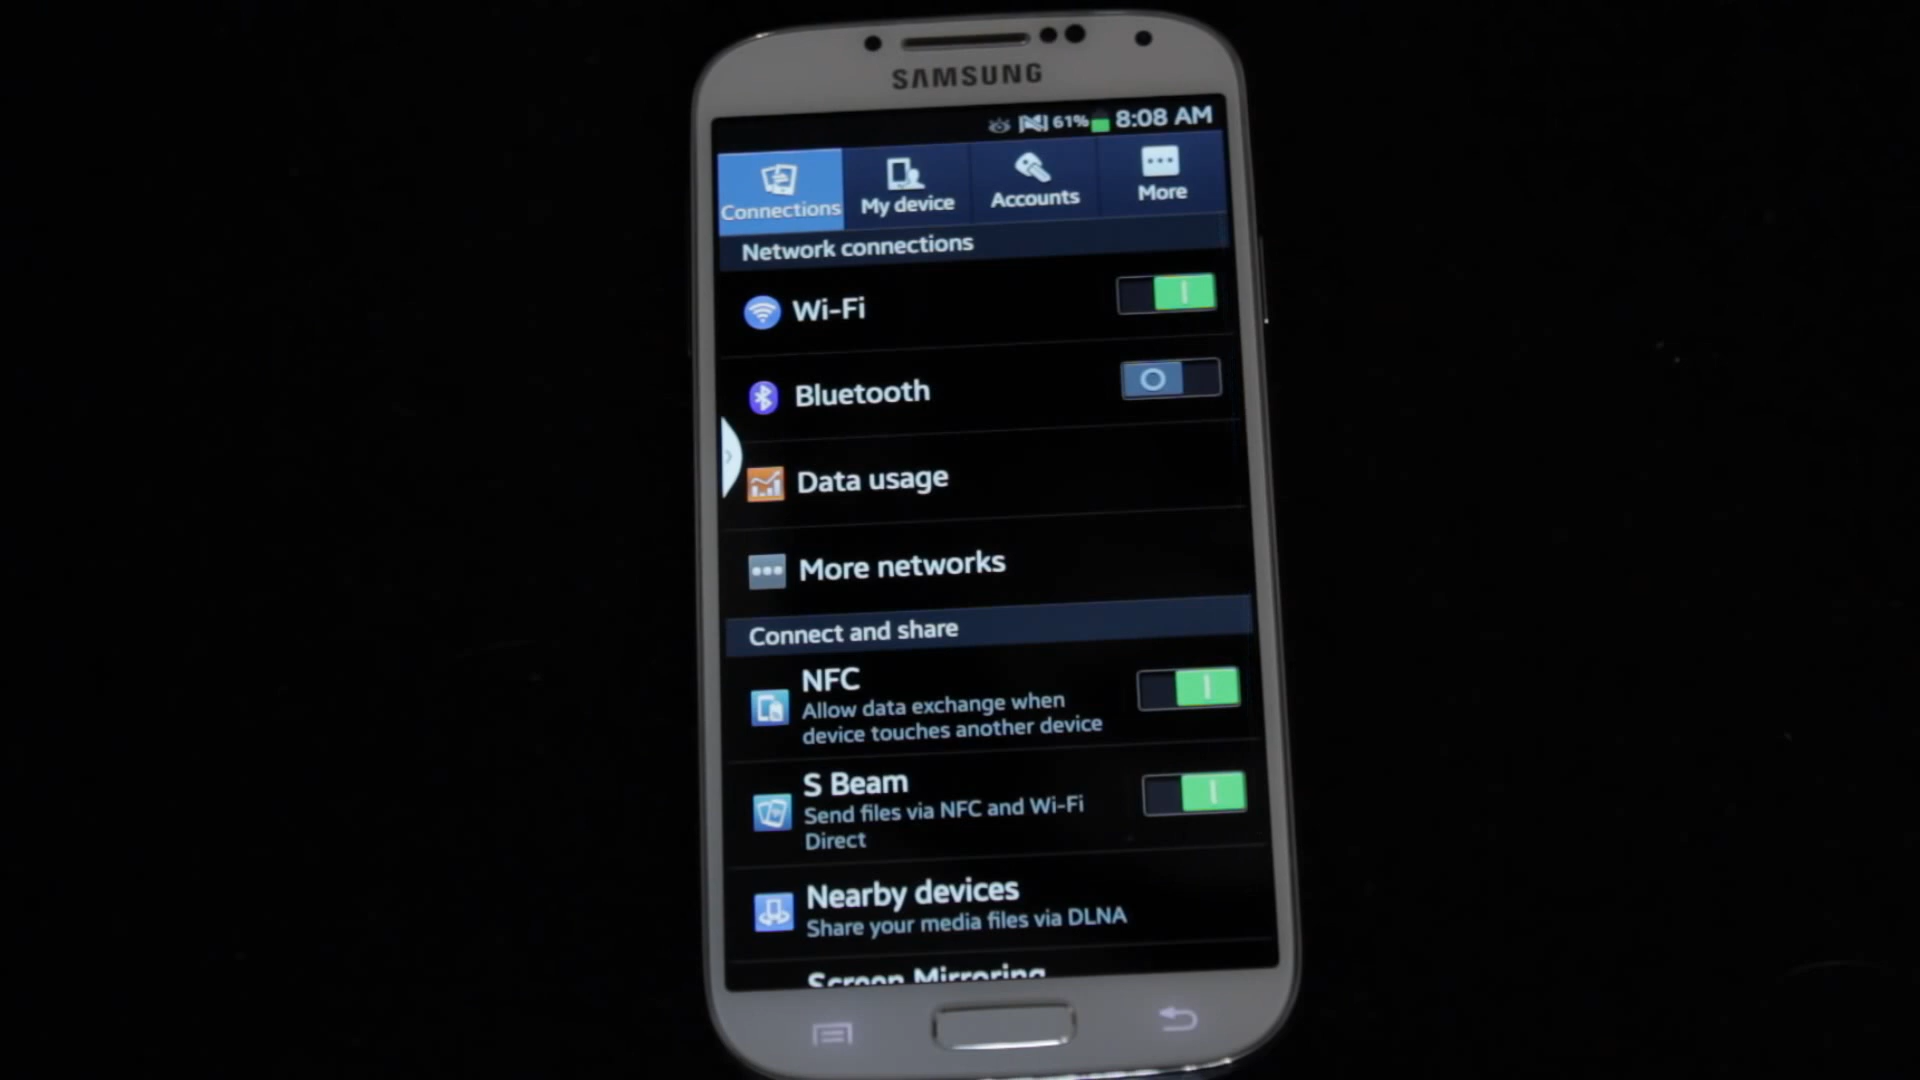 SAMSUNG
61% 8:08 AM
Connections My device Accounts More
Network connections
Wi-Fi
Bluetooth
Data usage
More networks
Connect and share
NFC
Allow data exchange when
device touches another device
S Beam
Send files via NFC and Wi-Fi
Direct
Nearby devices
Share your media files via DLNA
Screen Mirroring